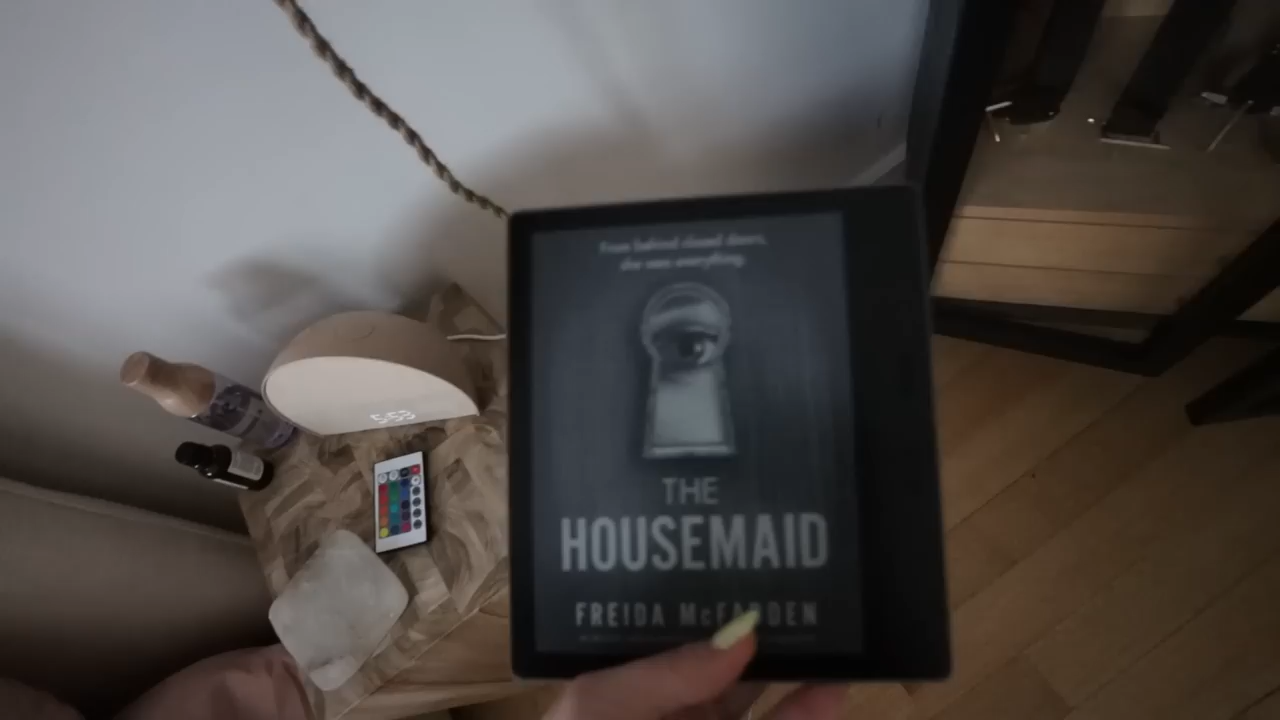 From behind closed doors,
she sees everything.
THE
HOUSEMAID
FREIDA McFADDEN
5:53